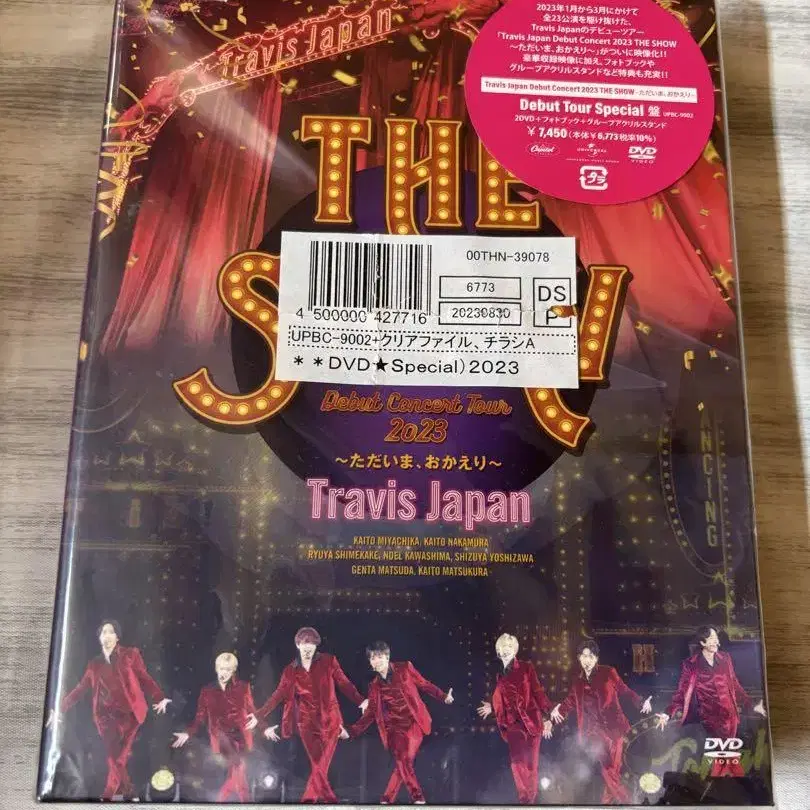 Travis Japan
2023年1月から3月にかけて
全23公演を駆け抜けた、
Travis Japanのデビューツアー
「Travis Japan Debut Concert 2023 THE SHOW
～ただいま、おかえり～」がついに映像化!!
豪華収録映像に加え、フォトブックや
グループアクリルスタンドなど特典も充実!!
Travis Japan Debut Concert 2023 THE SHOW ～ただいま、おかえり～
Debut Tour Special 盤 UPBC-9002
2DVD＋フォトブック＋グループアクリルスタンド
￥7,450(本体￥6,773税率10%)
Capitol
UNIVERSAL
DVD
VIDEO
プラ
THE
00THN-39078
6773
20230830
DS
P
4 500000 427716
UPBC-9002+クリアファイル、チラシA
＊＊DVD★Special）2023
Debut Concert Tour
2023
～ただいま、おかえり～
Travis Japan
KAITO MIYACHIKA, KAITO NAKAMURA
RYUYA SHIMEKAKE, NOEL KAWASHIMA, SHIZUYA YOSHIZAWA
GENTA MATSUDA, KAITO MATSUKURA
ANCING
DVD
VIDEO